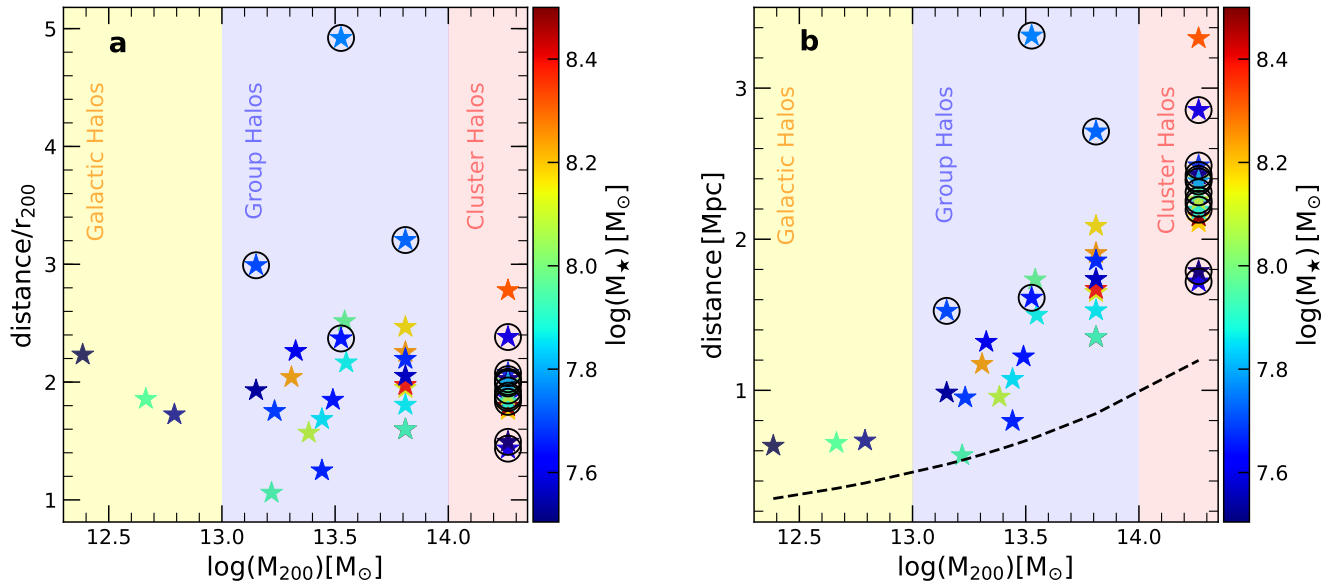 a
Galactic Halos
Group Halos
Cluster Halos
5
4
3
2
1
distance/r₂₀₀
12.5
13.0
13.5
14.0
log(M₂₀₀)[M☉]
8.4
8.2
8.0
7.8
7.6
log(M★) [M☉]
b
Galactic Halos
Group Halos
Cluster Halos
3
2
1
distance [Mpc]
12.5
13.0
13.5
14.0
log(M₂₀₀)[M☉]
8.4
8.2
8.0
7.8
7.6
log(M★) [M☉]